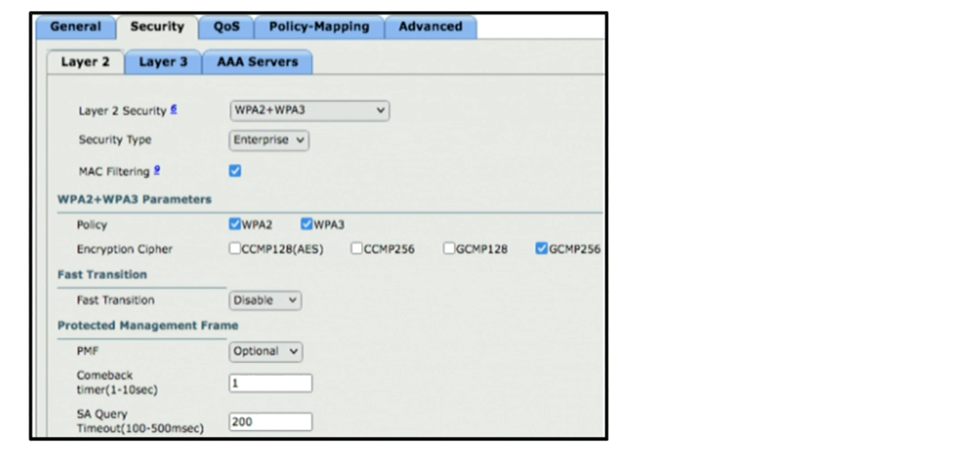 General Security QoS Policy-Mapping Advanced
Layer 2 Layer 3 AAA Servers
Layer 2 Security 6 WPA2+WPA3
Security Type Enterprise
MAC Filtering 9
WPA2+WPA3 Parameters
Policy WPA2 WPA3
Encryption Cipher CCMP128(AES) CCMP256 GCMP128 GCMP256
Fast Transition
Fast Transition Disable
Protected Management Frame
PMF Optional
Comeback
timer(1-10sec) 1
SA Query
Timeout(100-500msec) 200